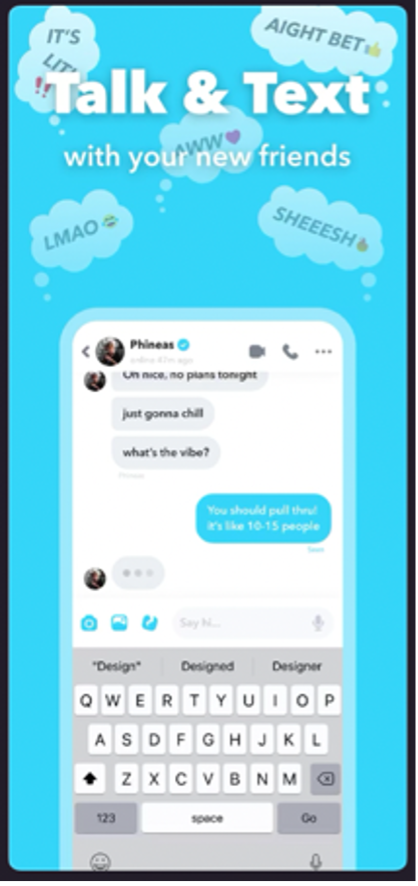 IT'S
LIT!
!!
AIGHT BET👍
Talk & Text
AWW💜
with your new friends
LMAO
SHEEESH🔥
Phineas
online 47m ago
Oh nice, no plans tonight
just gonna chill
what's the vibe?
Phineas
You should pull thru!
it's like 10-15 people
Seen
Say hi...
"Design" Designed Designer
Q W E R T Y U I O P
A S D F G H J K L
Z X C V B N M
123 space Go